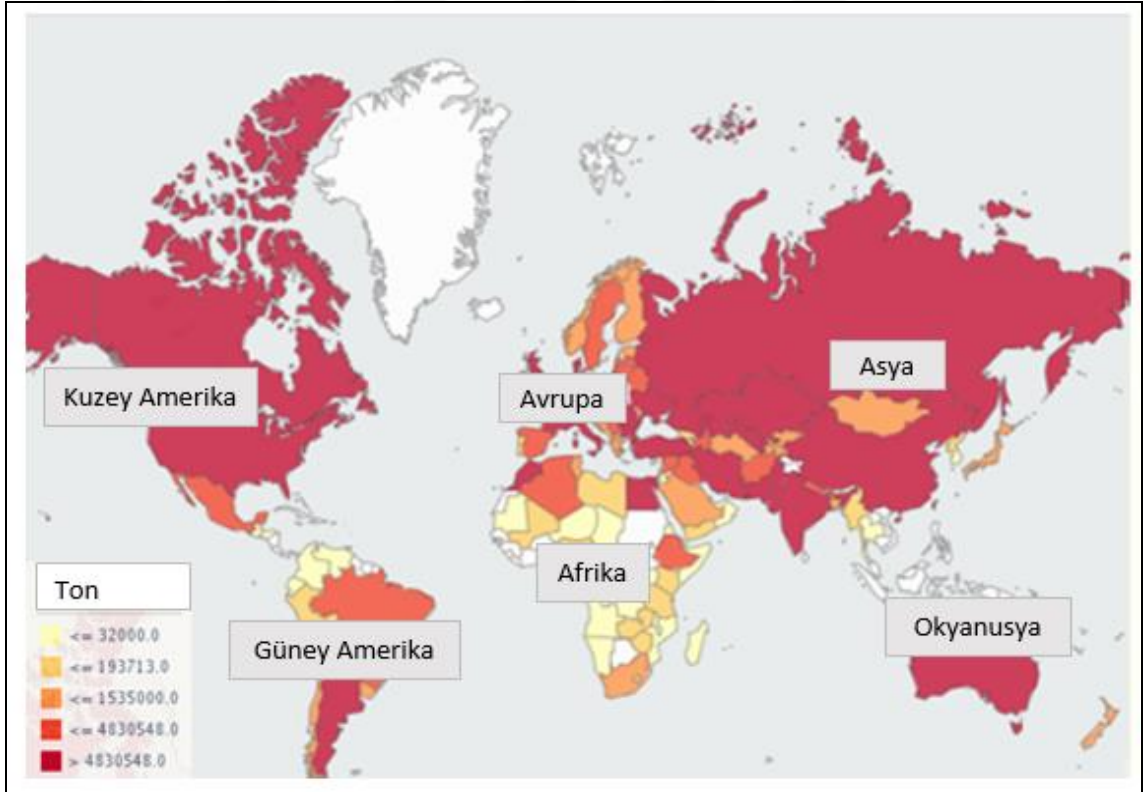 Kuzey Amerika
Avrupa
Asya
Afrika
Güney Amerika
Okyanusya
Ton
<= 32000.0
<= 193713.0
<= 1535000.0
<= 4830548.0
> 4830548.0